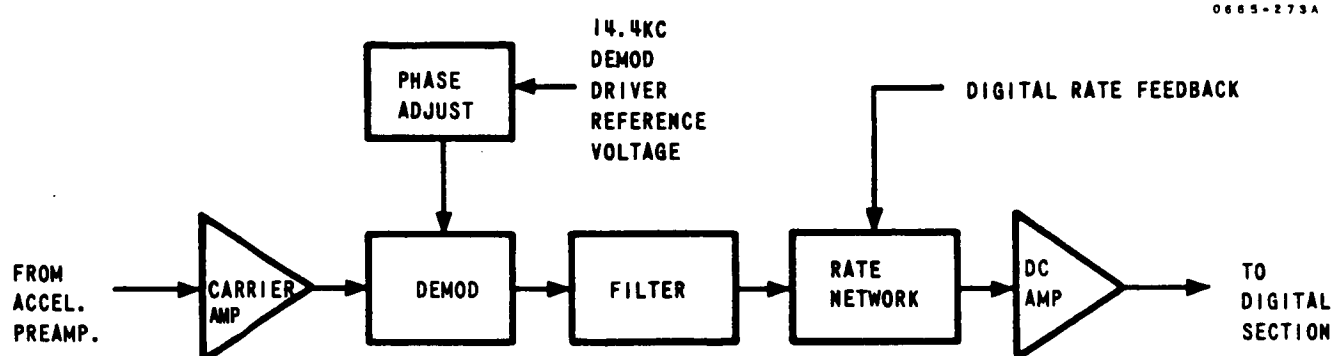 0665-273A
14.4KC
DEMOD
DRIVER
REFERENCE
VOLTAGE
PHASE
ADJUST
DIGITAL RATE FEEDBACK
FROM
ACCEL.
PREAMP.
CARRIER
AMP
DEMOD
FILTER
RATE
NETWORK
DC
AMP
TO
DIGITAL
SECTION